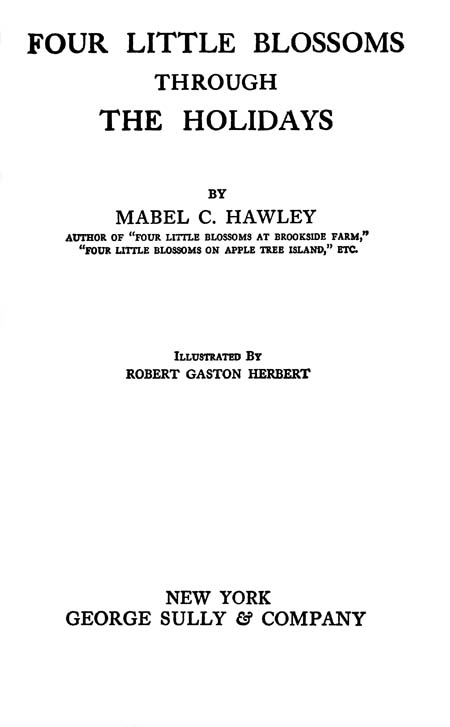 FOUR LITTLE BLOSSOMS
THROUGH
THE HOLIDAYS
BY
MABEL C. HAWLEY
AUTHOR OF "FOUR LITTLE BLOSSOMS AT BROOKSIDE FARM,"
"FOUR LITTLE BLOSSOMS ON APPLE TREE ISLAND," ETC.
ILLUSTRATED BY
ROBERT GASTON HERBERT
NEW YORK
GEORGE SULLY & COMPANY